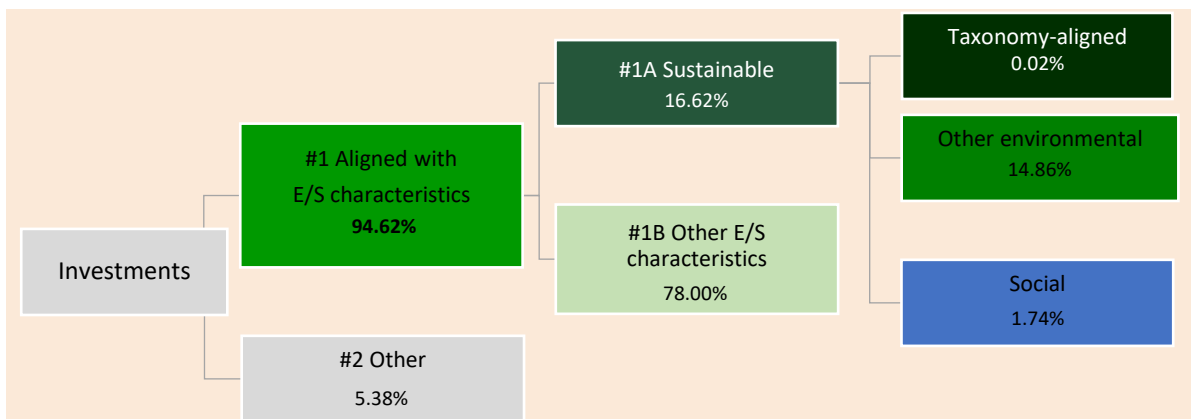 Investments
#1 Aligned with
E/S characteristics
94.62%
#2 Other
5.38%
#1A Sustainable
16.62%
#1B Other E/S
characteristics
78.00%
Taxonomy-aligned
0.02%
Other environmental
14.86%
Social
1.74%